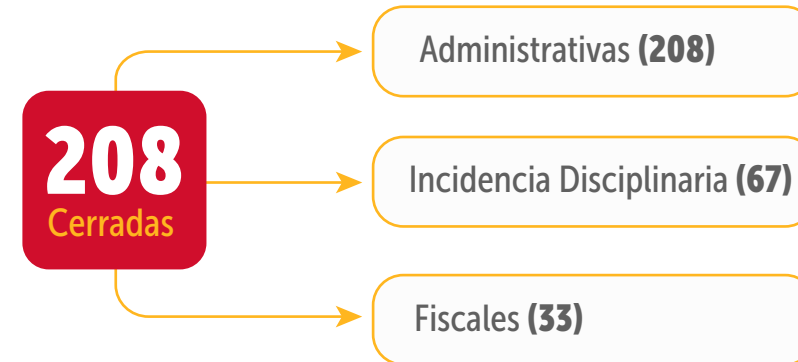 208
Cerradas
Administrativas (208)
Incidencia Disciplinaria (67)
Fiscales (33)